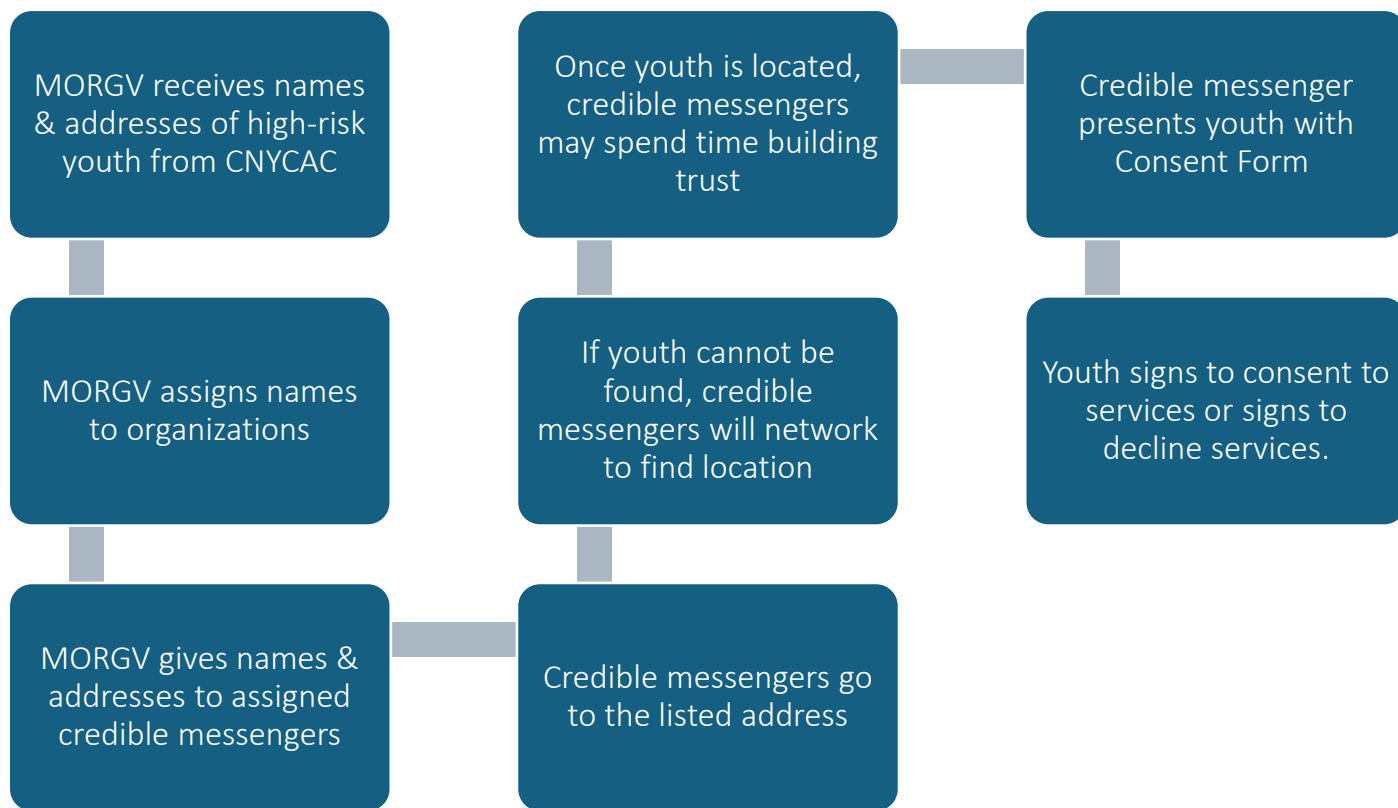 MORGV receives names
& addresses of high-risk
youth from CNYCAC
MORGV assigns names
to organizations
MORGV gives names &
addresses to assigned
credible messengers
Credible messengers go
to the listed address
If youth cannot be
found, credible
messengers will network
to find location
Once youth is located,
credible messengers
may spend time building
trust
Credible messenger
presents youth with
Consent Form
Youth signs to consent to
services or signs to
decline services.